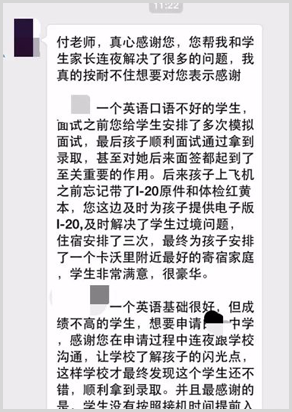 11:22
付老师，真心感谢您，您帮我和学
生家长连夜解决了很多的问题，我
真的按耐不住想要对您表示感谢
一个英语口语不好的学生，
面试之前您给学生安排了多次模拟
面试，最后孩子顺利面试通过拿到
录取，甚至对她后来面签都起到了
至关重要的作用。后来孩子上飞机
之前忘记带了I-20原件和体检红黄
本，您这边及时为孩子提供电子版
I-20,及时解决了学生过境问题，
住宿安排了三次，最终为孩子安排
了一个卡沃里附近最好的寄宿家庭
，学生非常满意，很豪华。
一个英语基础很好，但成
绩不高的学生，想要申请 中学
，感谢您在申请过程中连夜跟学校
沟通，让学校了解孩子的闪光点，
这样学校才最终发现这个学生还不
错，顺利拿到录取。并且最感谢的
是，学生没有按照接机时间提前入